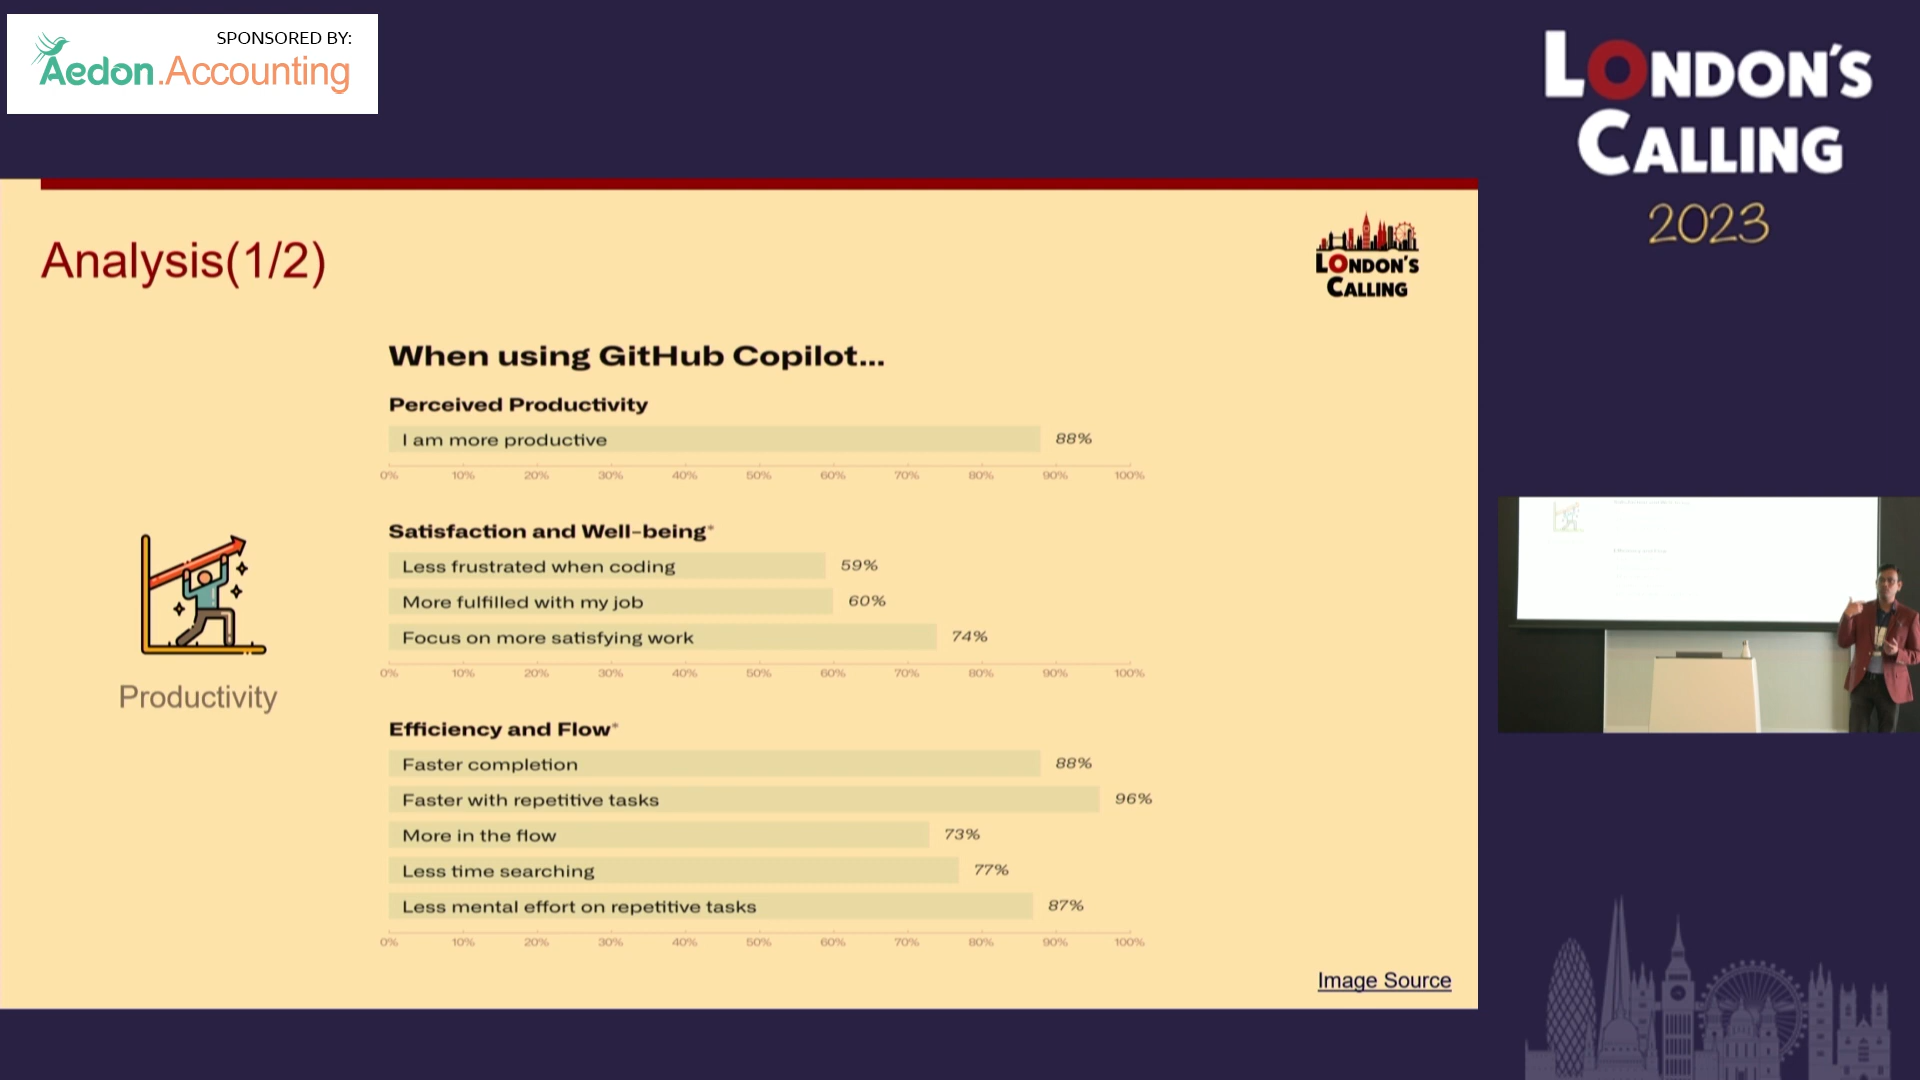 SPONSORED BY:
Aedon.Accounting
LONDON'S
CALLING
2023
Analysis(1/2)
LONDON'S
CALLING
When using GitHub Copilot...
Perceived Productivity
I am more productive 88%
0% 10% 20% 30% 40% 50% 60% 70% 80% 90% 100%
Satisfaction and Well-being*
Less frustrated when coding 59%
More fulfilled with my job 60%
Focus on more satisfying work 74%
0% 10% 20% 30% 40% 50% 60% 70% 80% 90% 100%
Productivity
Efficiency and Flow*
Faster completion 88%
Faster with repetitive tasks 96%
More in the flow 73%
Less time searching 77%
Less mental effort on repetitive tasks 87%
0% 10% 20% 30% 40% 50% 60% 70% 80% 90% 100%
Image Source